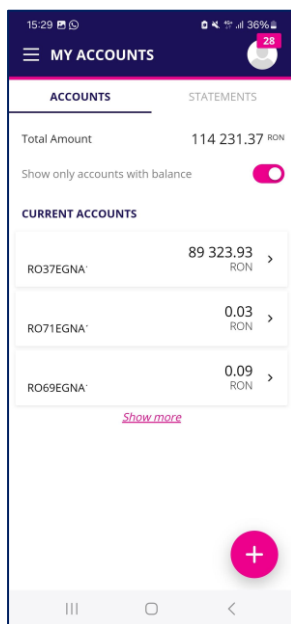 15:29
36%
28
MY ACCOUNTS
ACCOUNTS
STATEMENTS
Total Amount
114 231.37 RON
Show only accounts with balance
CURRENT ACCOUNTS
89 323.93
RON
RO37EGNA
0.03
RON
RO71EGNA
0.09
RON
RO69EGNA
Show more